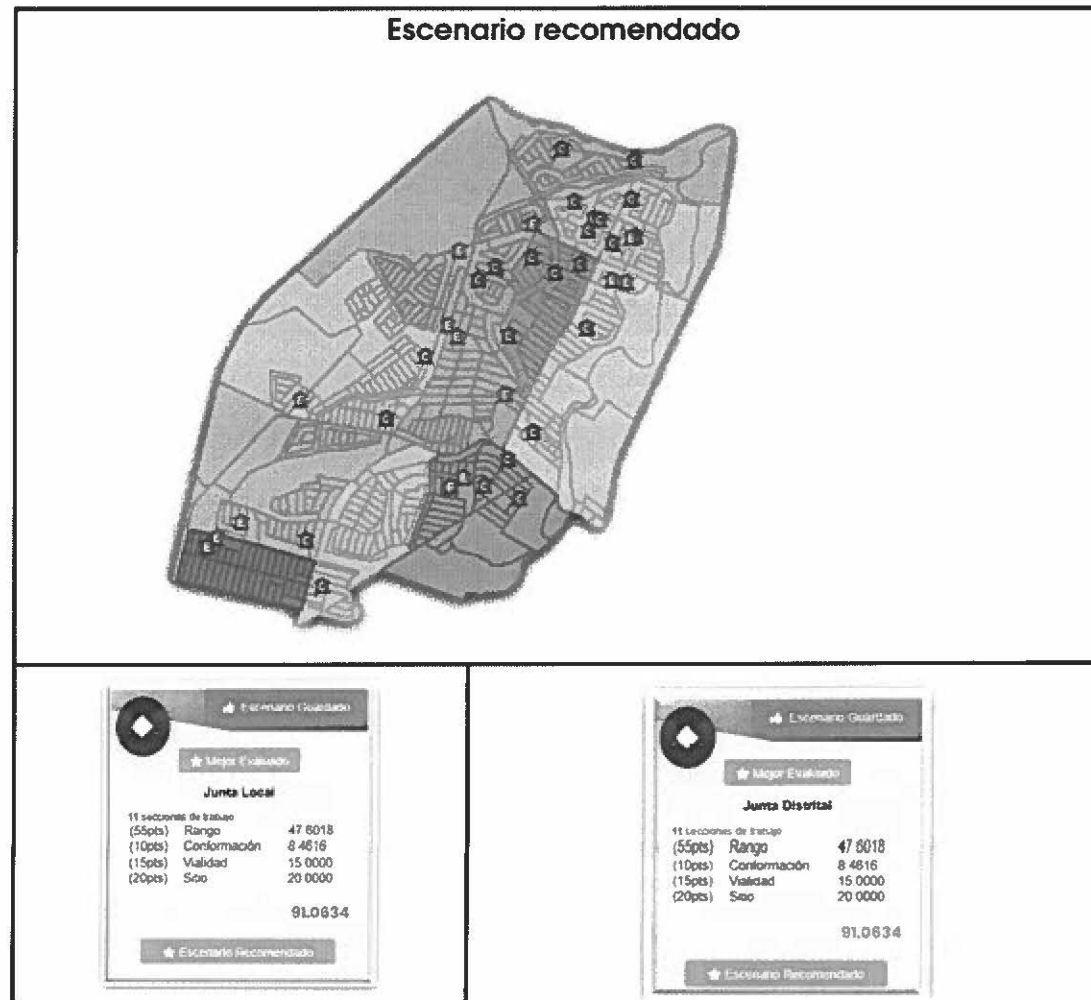 Escenario recomendado
Escenario Guardado
Mejor Evaluado
Junta Local
11 secciones de trabajo
(55pts) Rango 47 6018
(10pts) Conformación 8 4616
(15pts) Vialidad 15 0000
(20pts) Sitio 20 0000
91.0634
Escenario Recomendado
Escenario Guardado
Mejor Evaluado
Junta Distrital
11 secciones de trabajo
(55pts) Rango 47 6018
(10pts) Conformación 8 4616
(15pts) Vialidad 15 0000
(20pts) Sitio 20 0000
91.0634
Escenario Recomendado